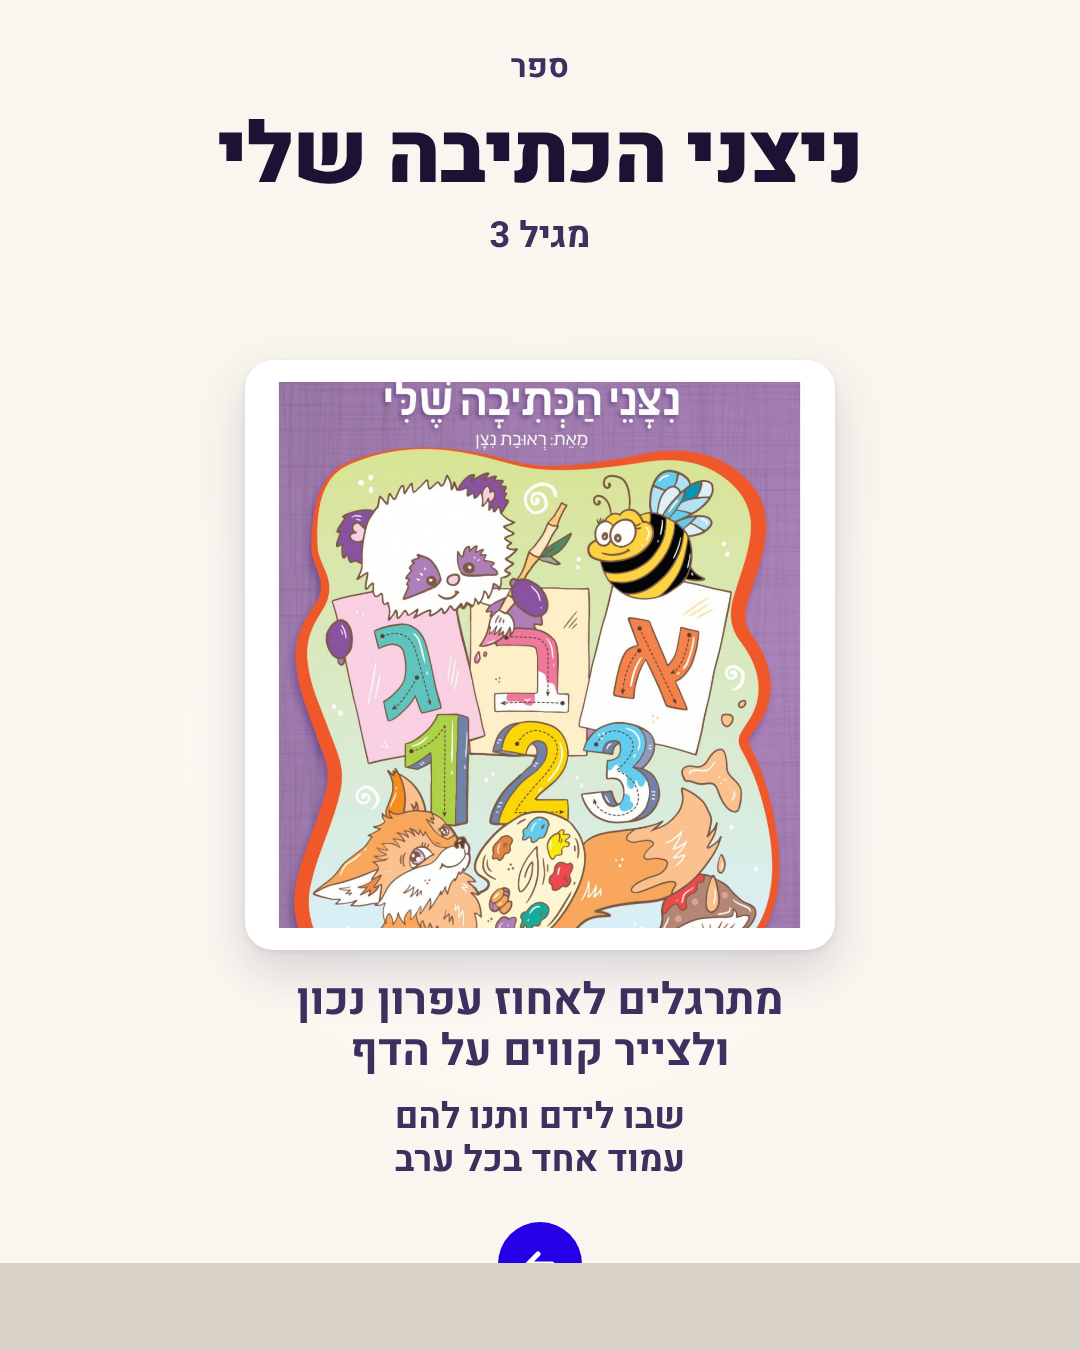 ספר
ניצני הכתיבה שלי
מגיל 3
נִצָּנֵי הַכְּתִיבָה שֶׁלִּי
מֵאֵת: רְאוּבַת נִצָן
א ב ג
1 2 3
מתרגלים לאחוז עפרון נכון
ולצייר קווים על הדף
שבו לידם ותנו להם
עמוד אחד בכל ערב